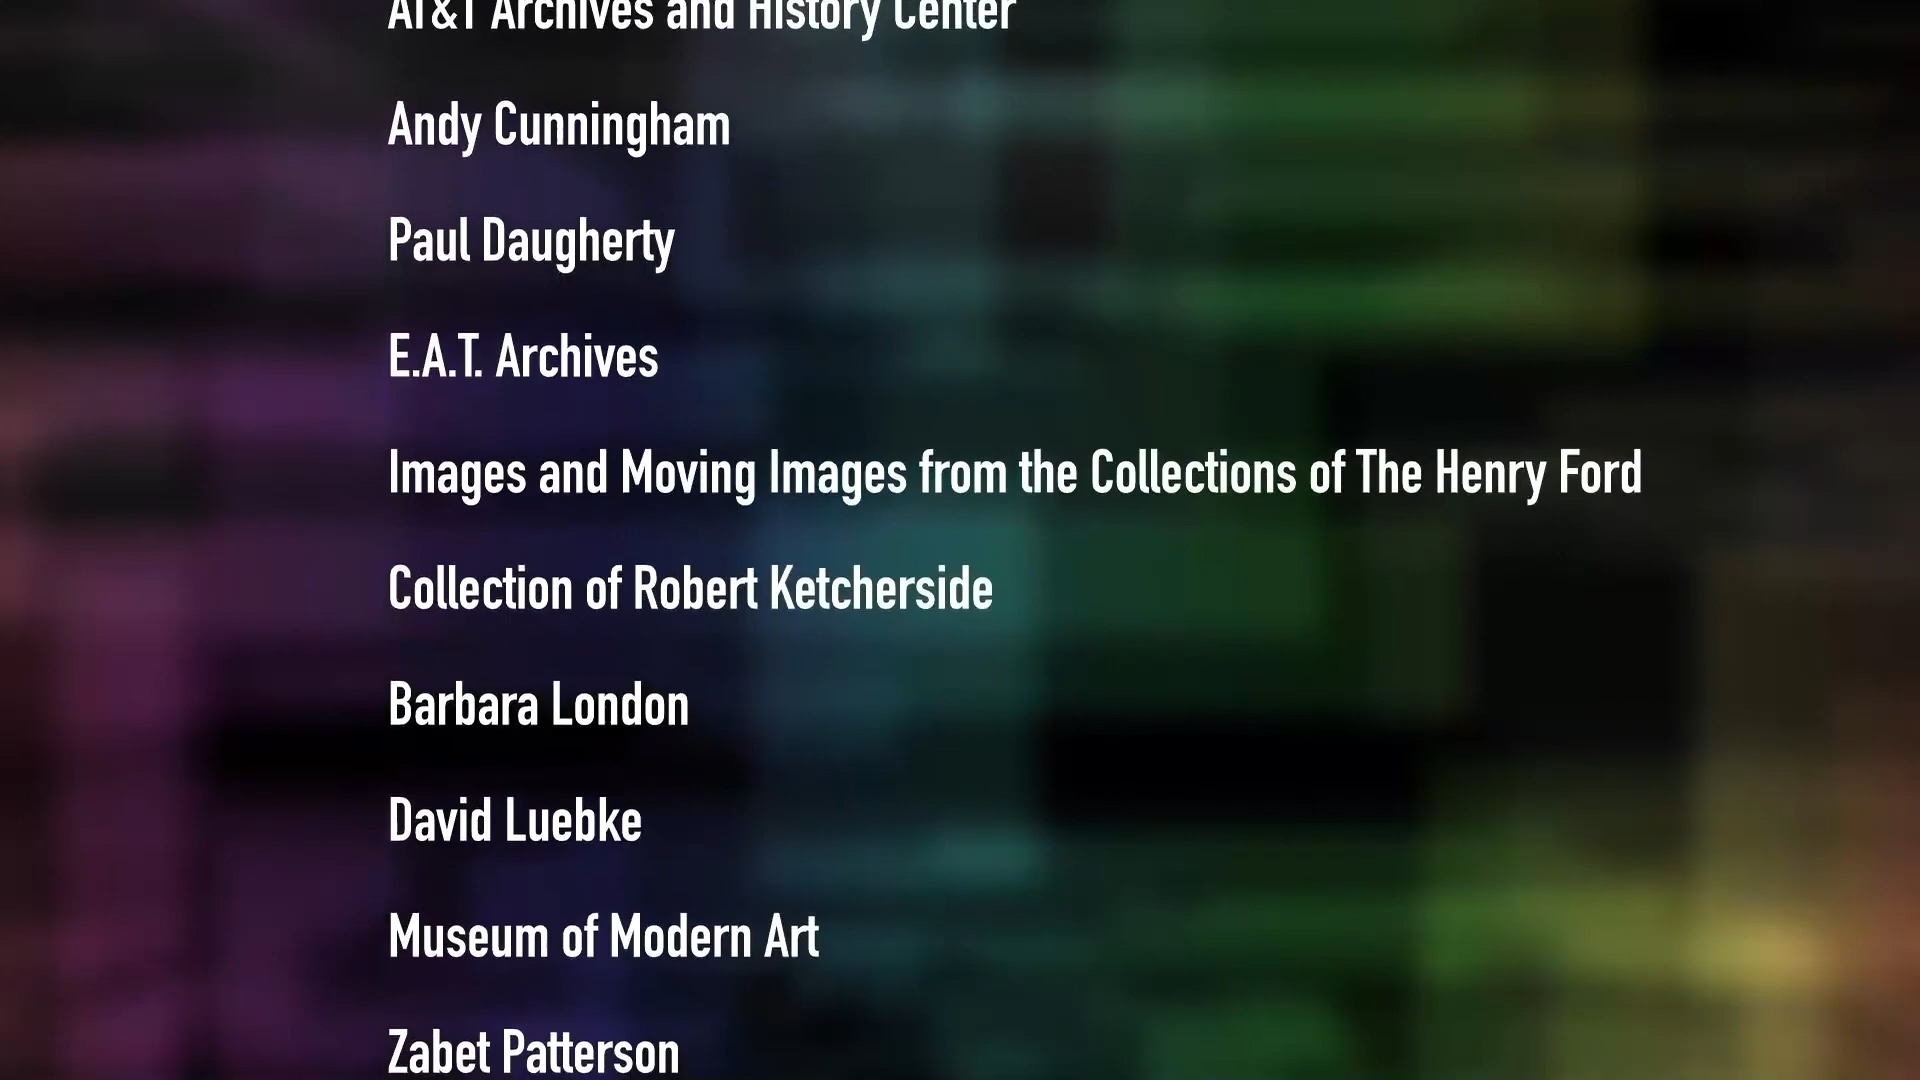 AT&T Archives and History Center
Andy Cunningham
Paul Daugherty
E.A.T. Archives
Images and Moving Images from the Collections of The Henry Ford
Collection of Robert Ketcherside
Barbara London
David Luebke
Museum of Modern Art
Zabet Patterson